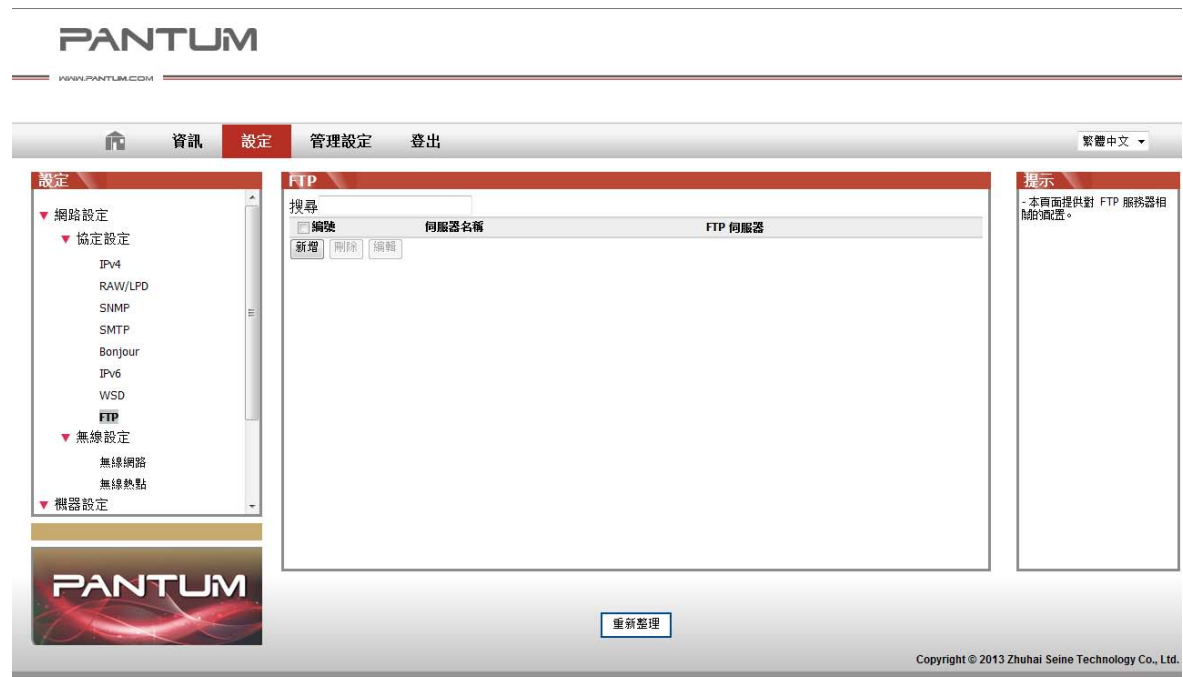 PANTUM
WWW.PANTUM.COM
資訊 設定 管理設定 登出 繁體中文
設定
網路設定
協定設定
IPv4
RAW/LPD
SNMP
SMTP
Bonjour
IPv6
WSD
FTP
無線設定
無線網路
無線熱點
機器設定
PANTUM
FTP
搜尋
編號 伺服器名稱 FTP 伺服器
新增 刪除 編輯
提示
- 本頁面提供對 FTP 服務器相
關的配置。
重新整理
Copyright © 2013 Zhuhai Seine Technology Co., Ltd.